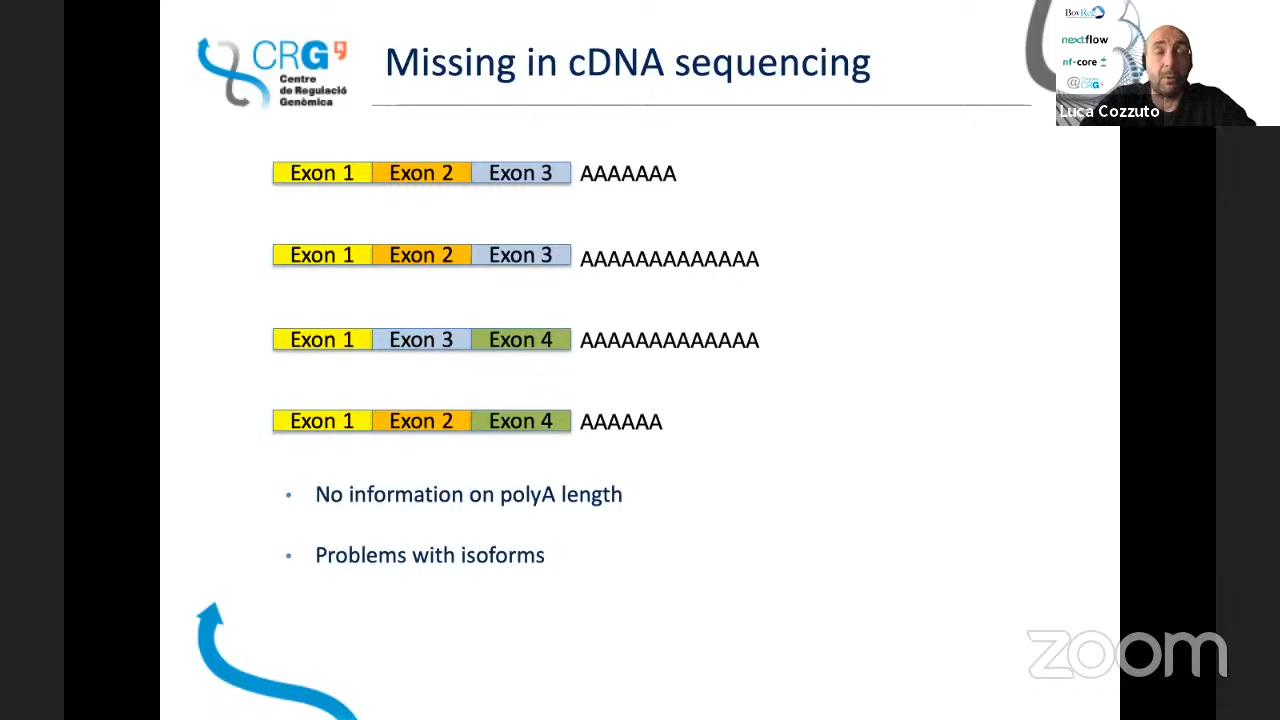 CRG
Centre
de Regulació
Genòmica
Missing in cDNA sequencing
BovReg
nextflow
nf-core
CRG
Luca Cozzuto
Exon 1 Exon 2 Exon 3 AAAAAAA
Exon 1 Exon 2 Exon 3 AAAAAAAAAAAAA
Exon 1 Exon 3 Exon 4 AAAAAAAAAAAAA
Exon 1 Exon 2 Exon 4 AAAAAA
• No information on polyA length
• Problems with isoforms
zoom